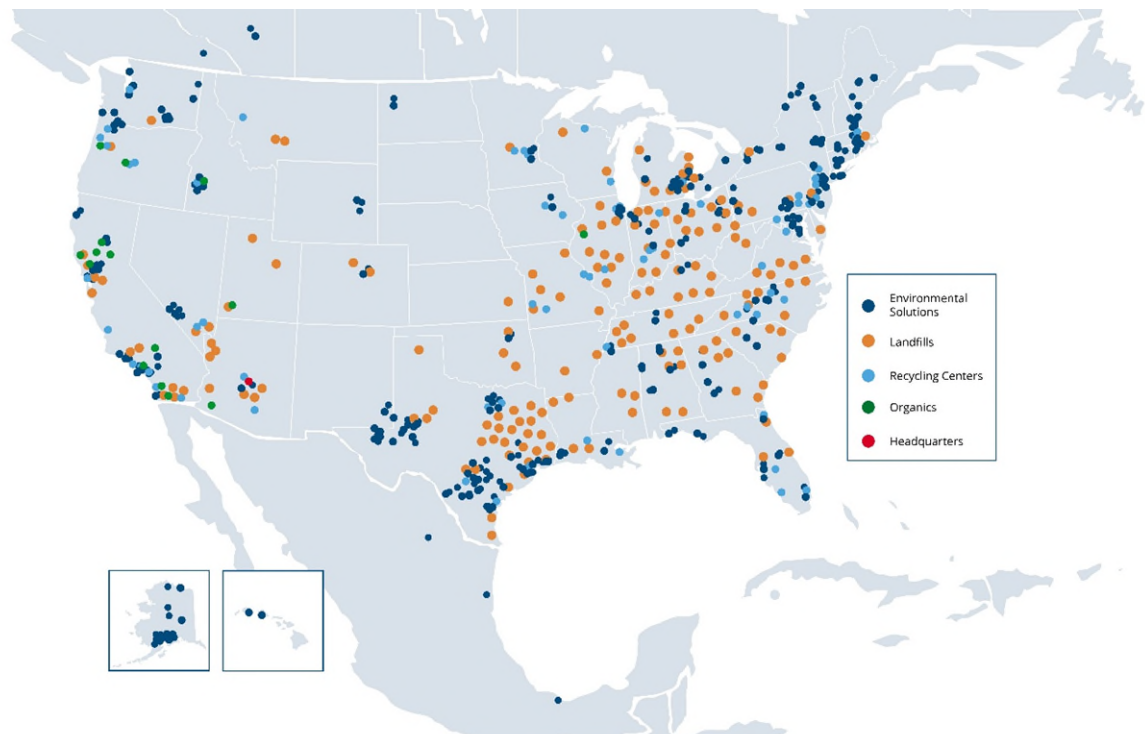 Environmental
Solutions
Landfills
Recycling Centers
Organics
Headquarters